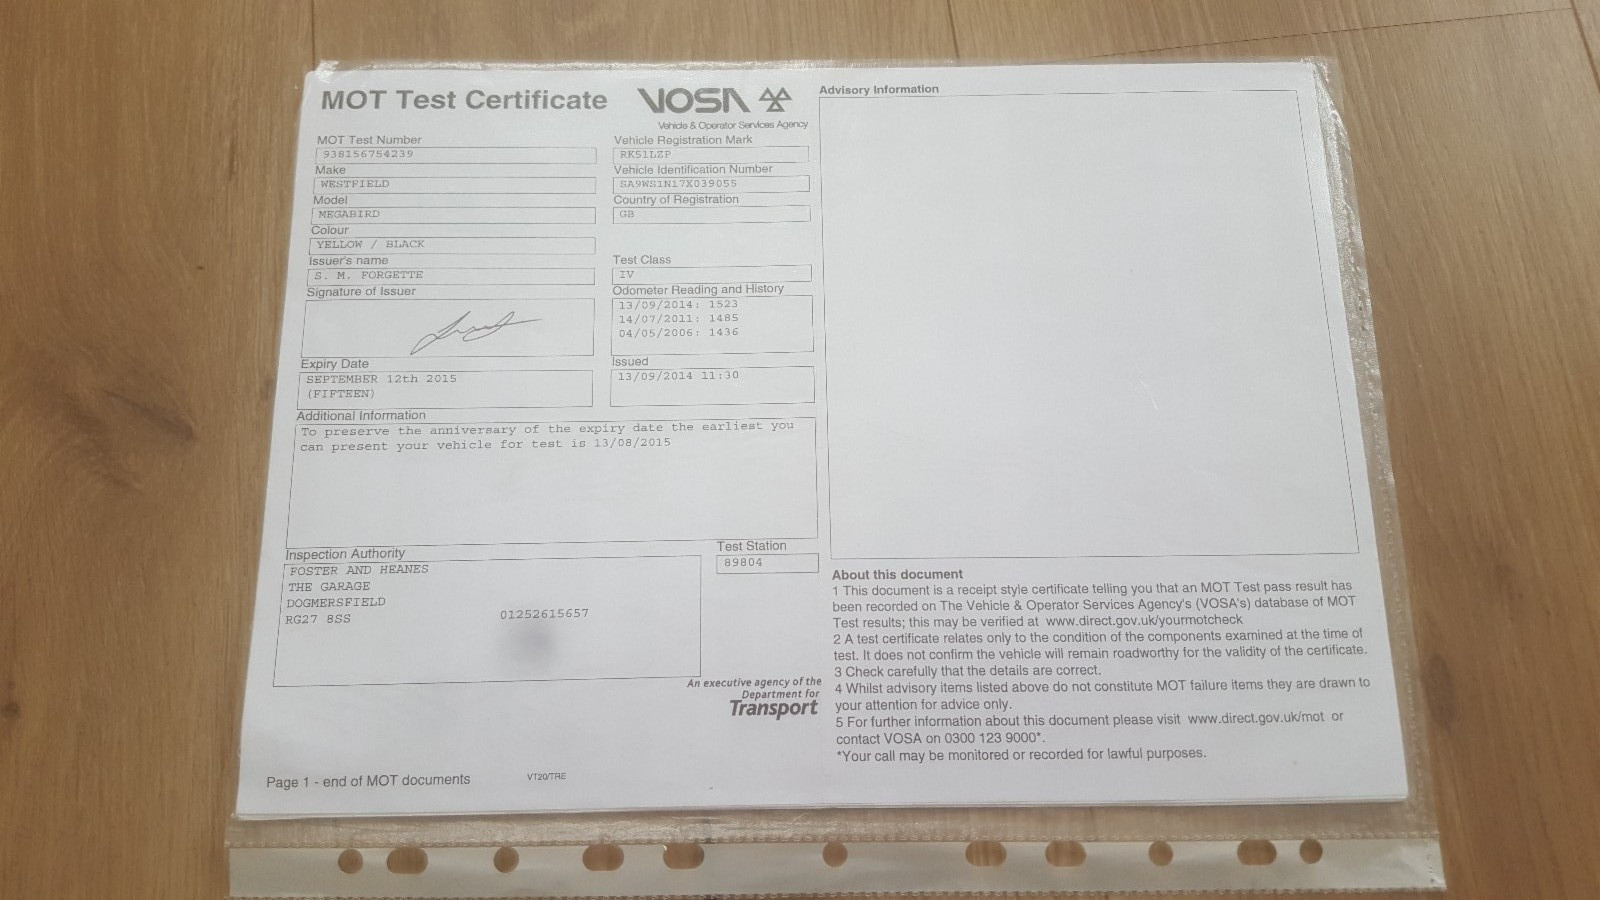 MOT Test Certificate
VOSA
Vehicle & Operator Services Agency
MOT Test Number
938156754239
Vehicle Registration Mark
RK51LZP
Make
WESTFIELD
Vehicle Identification Number
SA9WS1N17X039055
Model
MEGABIRD
Country of Registration
GB
Colour
YELLOW / BLACK
Issuer's name
S. M. FORGETTE
Test Class
IV
Signature of Issuer
Odometer Reading and History
13/09/2014: 1523
14/07/2011: 1485
04/05/2006: 1436
Expiry Date
SEPTEMBER 12th 2015
(FIFTEEN)
Issued
13/09/2014 11:30
Additional Information
To preserve the anniversary of the expiry date the earliest you
can present your vehicle for test is 13/08/2015
Inspection Authority
FOSTER AND HEANES
THE GARAGE
DOGMERSFIELD
RG27 8SS 01252615657
Test Station
89804
An executive agency of the
Department for
Transport
Page 1 - end of MOT documents
VT20/TRE
Advisory Information
About this document
1 This document is a receipt style certificate telling you that an MOT Test pass result has
been recorded on The Vehicle & Operator Services Agency's (VOSA's) database of MOT
Test results; this may be verified at www.direct.gov.uk/yourmotcheck
2 A test certificate relates only to the condition of the components examined at the time of
test. It does not confirm the vehicle will remain roadworthy for the validity of the certificate.
3 Check carefully that the details are correct.
4 Whilst advisory items listed above do not constitute MOT failure items they are drawn to
your attention for advice only.
5 For further information about this document please visit www.direct.gov.uk/mot or
contact VOSA on 0300 123 9000*.
*Your call may be monitored or recorded for lawful purposes.